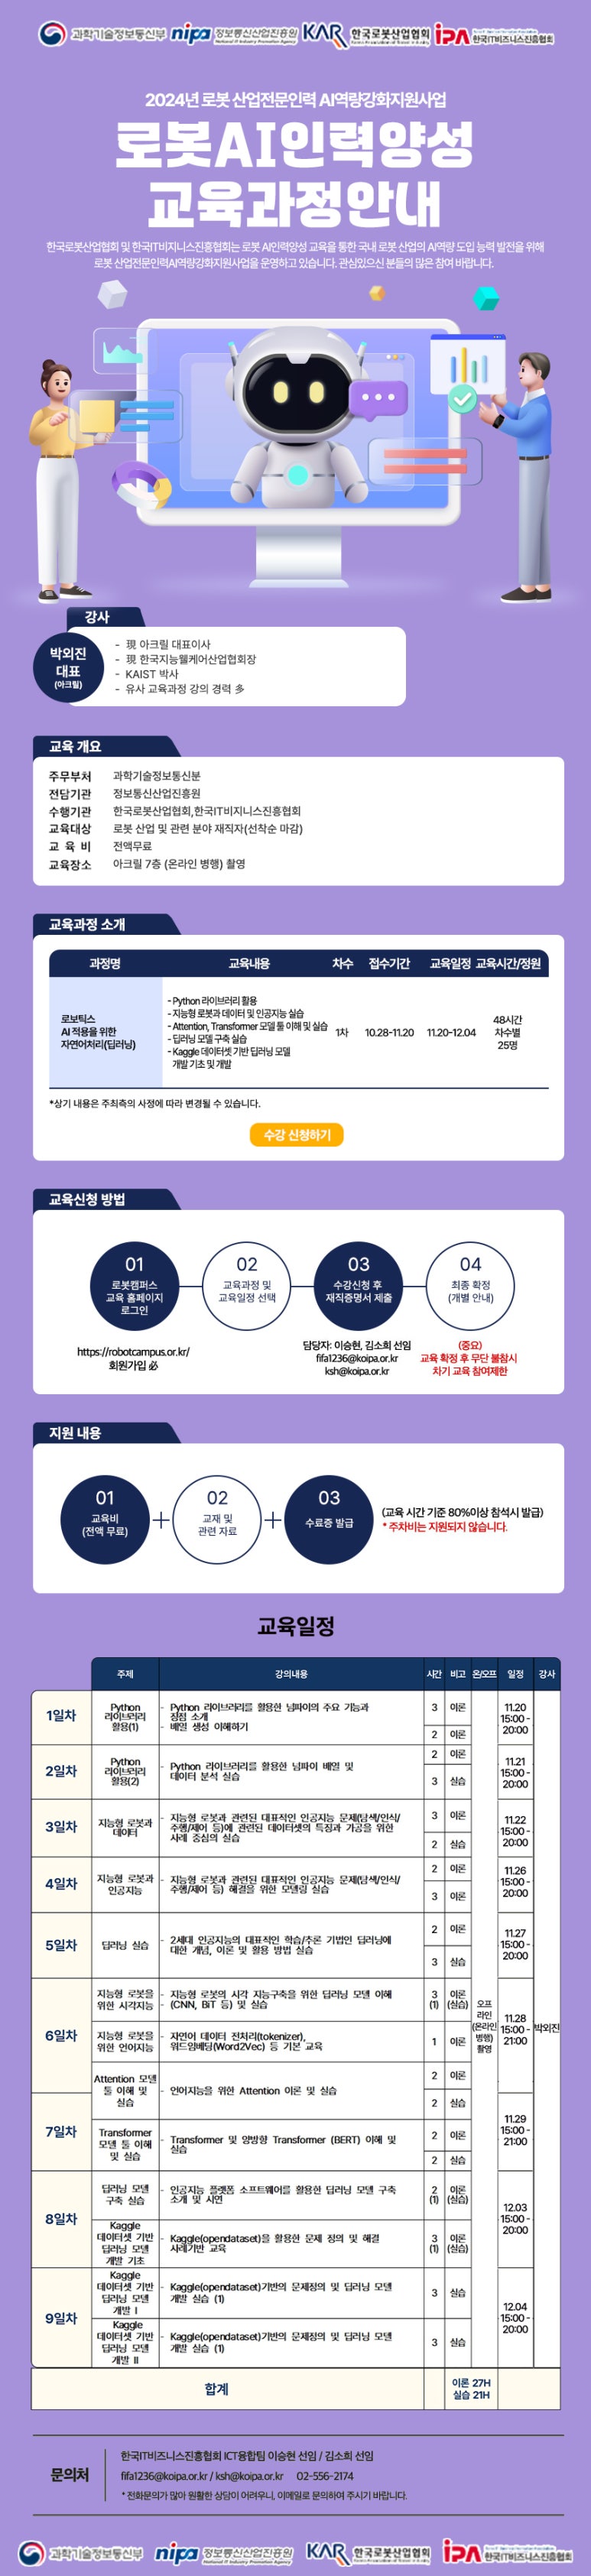 과학기술정보통신부 nipa 정보통신산업진흥원 KAR 한국로봇산업협회 iPA 한국IT비즈니스진흥협회
2024년 로봇 산업전문인력 AI역량강화지원사업
로봇AI인력양성
교육과정안내
한국로봇산업협회 및 한국IT비지니스진흥협회는 로봇 AI인력양성 교육을 통한 국내 로봇 산업의 AI역량 도입 능력 발전을 위해
로봇 산업전문인력AI역량강화지원사업을 운영하고 있습니다. 관심있으신 분들의 많은 참여 바랍니다.
강사
박외진
대표
(아크릴)
- 現 아크릴 대표이사
- 現 한국지능웰케어산업협회장
- KAIST 박사
- 유사 교육과정 강의 경력 多
교육 개요
주무부처 과학기술정보통신분
전담기관 정보통신산업진흥원
수행기관 한국로봇산업협회,한국IT비지니스진흥협회
교육대상 로봇 산업 및 관련 분야 재직자(선착순 마감)
교 육 비 전액무료
교육장소 아크릴 7층 (온라인 병행) 촬영
교육과정 소개
과정명 교육내용 차수 접수기간 교육일정 교육시간/정원
로보틱스
AI 적용을 위한
자연어처리(딥러닝)
- Python 라이브러리 활용
- 지능형 로봇과 데이터 및 인공지능 실습
- Attention, Transformer 모델 툴 이해 및 실습
- 딥러닝 모델 구축 실습
- Kaggle 데이터셋 기반 딥러닝 모델
개발 기초 및 개발
1차 10.28-11.20 11.20-12.04
48시간
차수별
25명
*상기 내용은 주최측의 사정에 따라 변경될 수 있습니다.
수강 신청하기
교육신청 방법
01
로봇캠퍼스
교육 홈페이지
로그인
https://robotcampus.or.kr/
회원가입 必
02
교육과정 및
교육일정 선택
03
수강신청 후
재직증명서 제출
담당자: 이승현, 김소희 선임
fifa1236@koipa.or.kr
ksh@koipa.or.kr
04
최종 확정
(개별 안내)
(중요)
교육 확정 후 무단 불참시
차기 교육 참여제한
지원 내용
01
교육비
(전액 무료)
02
교재 및
관련 자료
03
수료증 발급
(교육 시간 기준 80%이상 참석시 발급)
* 주차비는 지원되지 않습니다.
교육일정
주제 강의내용 시간 비고 온/오프 일정 강사
1일차
Python
라이브러리
활용(1)
- Python 라이브러리를 활용한 넘파이의 주요 기능과
장점 소개
- 배열 생성 이해하기
3 이론
2 이론
11.20
15:00 -
20:00
2일차
Python
라이브러리
활용(2)
- Python 라이브러리를 활용한 넘파이 배열 및
데이터 분석 실습
2 이론
3 실습
11.21
15:00 -
20:00
3일차
지능형 로봇과
데이터
- 지능형 로봇과 관련된 대표적인 인공지능 문제(탐색/인식/
주행/제어 등)에 관련된 데이터셋의 특징과 가공을 위한
사례 중심의 실습
3 이론
2 실습
11.22
15:00 -
20:00
4일차
지능형 로봇과
인공지능
- 지능형 로봇과 관련된 대표적인 인공지능 문제(탐색/인식/
주행/제어 등) 해결을 위한 모델링 실습
2 이론
3 이론
11.26
15:00 -
20:00
5일차
딥러닝 실습
- 2세대 인공지능의 대표적인 학습/추론 기법인 딥러닝에
대한 개념, 이론 및 활용 방법 실습
2 이론
3 실습
11.27
15:00 -
20:00
6일차
지능형 로봇을
위한 시각지능
- 지능형 로봇의 시각 지능구축을 위한 딥러닝 모델 이해
- (CNN, BiT 등) 및 실습
3 이론
(1) (실습)
지능형 로봇을
위한 언어지능
- 자연어 데이터 전처리(tokenizer),
워드임베딩(Word2Vec) 등 기본 교육
1 이론
오프
라인
(온라인
병행)
촬영
11.28
15:00 -
21:00
박외진
Attention 모델
툴 이해 및
실습
- 언어지능을 위한 Attention 이론 및 실습
2 이론
2 실습
7일차
Transformer
모델 툴 이해
및 실습
- Transformer 및 양방향 Transformer (BERT) 이해 및
실습
2 이론
2 실습
11.29
15:00 -
21:00
8일차
딥러닝 모델
구축 실습
- 인공지능 플랫폼 소프트웨어를 활용한 딥러닝 모델 구축
소개 및 시연
2 이론
(1) (실습)
Kaggle
데이터셋 기반
딥러닝 모델
개발 기초
- Kaggle(opendataset)을 활용한 문제 정의 및 해결
사례기반 교육
3 이론
(1) (실습)
12.03
15:00 -
20:00
9일차
Kaggle
데이터셋 기반
딥러닝 모델
개발 I
- Kaggle(opendataset)기반의 문제정의 및 딥러닝 모델
개발 실습 (1)
3 실습
Kaggle
데이터셋 기반
딥러닝 모델
개발 II
- Kaggle(opendataset)기반의 문제정의 및 딥러닝 모델
개발 실습 (1)
3 실습
12.04
15:00 -
20:00
합계
이론 27H
실습 21H
문의처
한국IT비즈니스진흥협회 ICT융합팀 이승현 선임 / 김소희 선임
fifa1236@koipa.or.kr / ksh@koipa.or.kr 02-556-2174
* 전화문의가 많아 원활한 상담이 어려우니, 이메일로 문의하여 주시기 바랍니다.
과학기술정보통신부 nipa 정보통신산업진흥원 KAR 한국로봇산업협회 iPA 한국IT비즈니스진흥협회